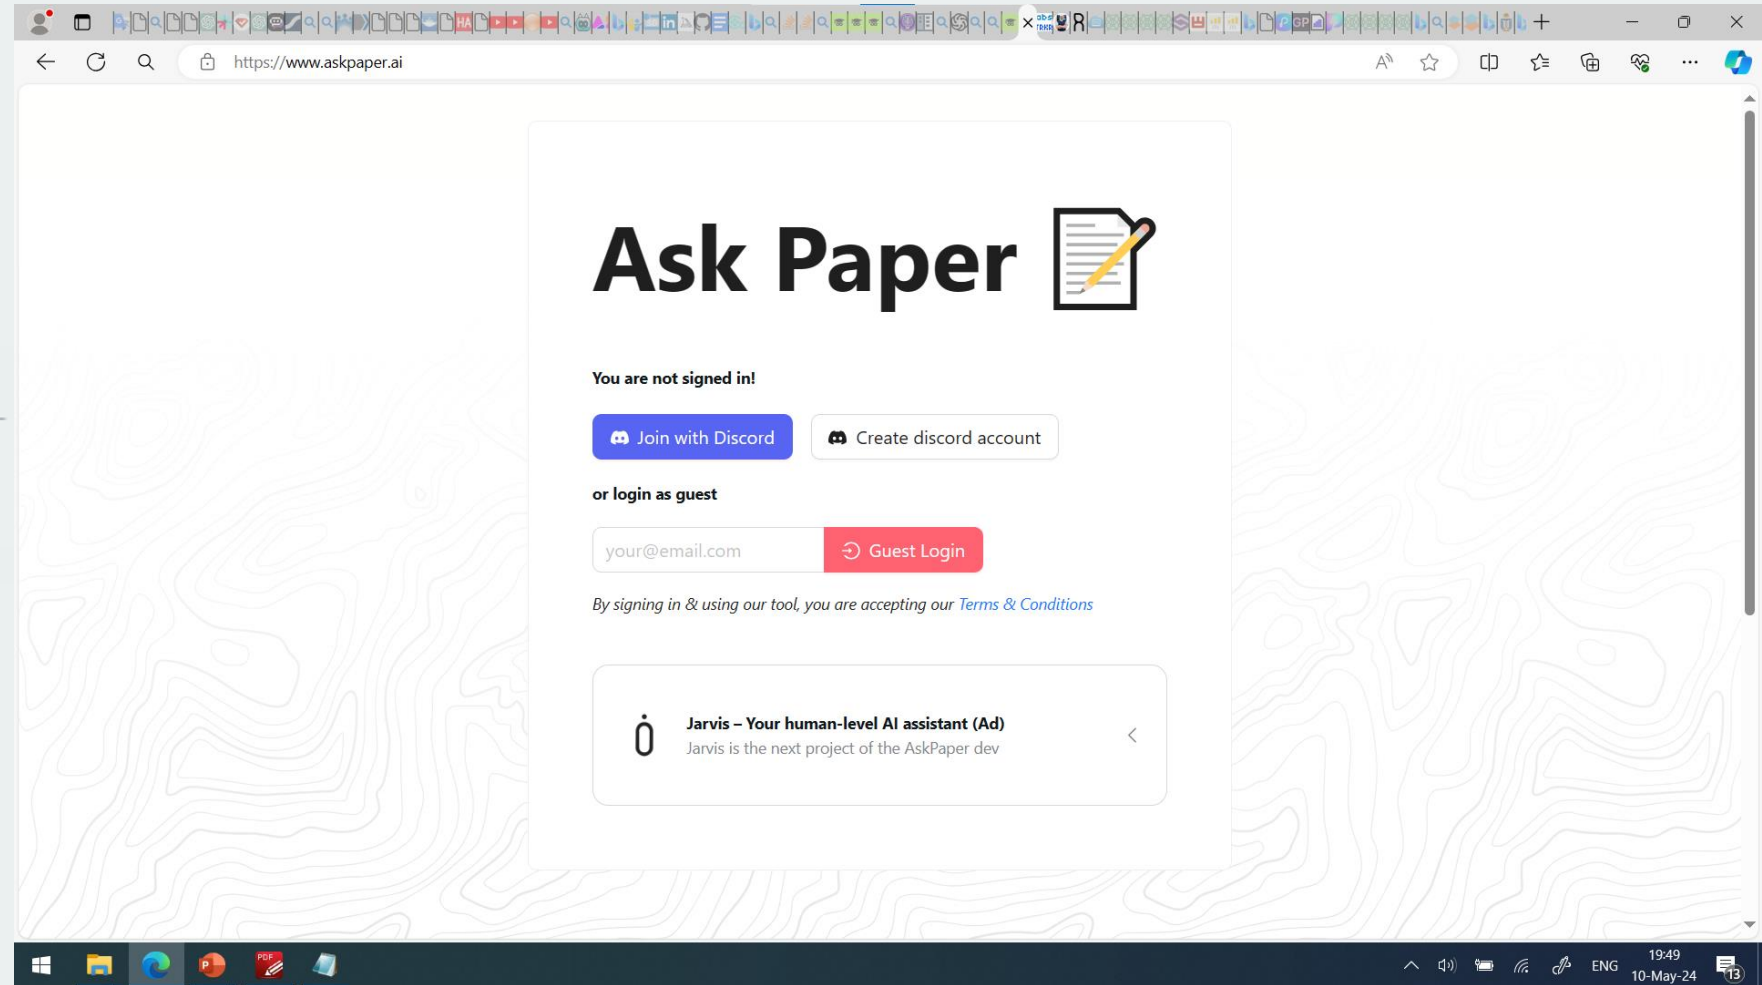 https://www.askpaper.ai
Ask Paper
You are not signed in!
Join with Discord
Create discord account
or login as guest
your@email.com
Guest Login
By signing in & using our tool, you are accepting our Terms & Conditions
Jarvis – Your human-level AI assistant (Ad)
Jarvis is the next project of the AskPaper dev
PDF
ENG
19:49
10-May-24
13